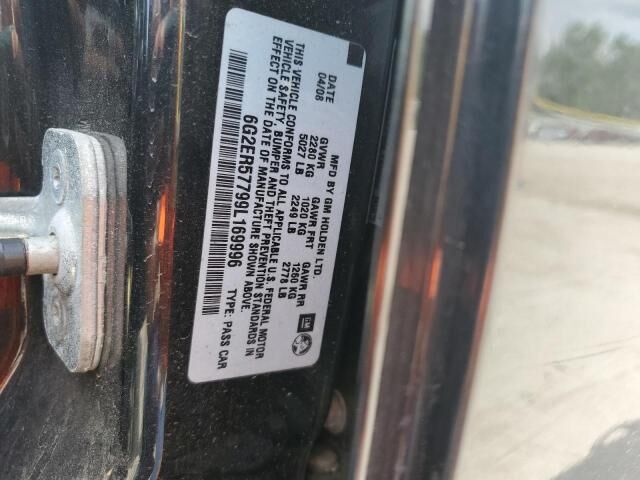 MFD BY GM HOLDEN LTD.
DATE GVWR GAWR FRT GAWR RR
04/08 2280 KG 1020 KG 1260 KG
5027 LB 2249 LB 2778 LB
THIS VEHICLE CONFORMS TO ALL APPLICABLE U.S. FEDERAL MOTOR
VEHICLE SAFETY, BUMPER AND THEFT PREVENTION STANDARDS IN
EFFECT ON THE DATE OF MANUFACTURE SHOWN ABOVE.
6G2ER57799L169996 TYPE: PASS CAR
GM